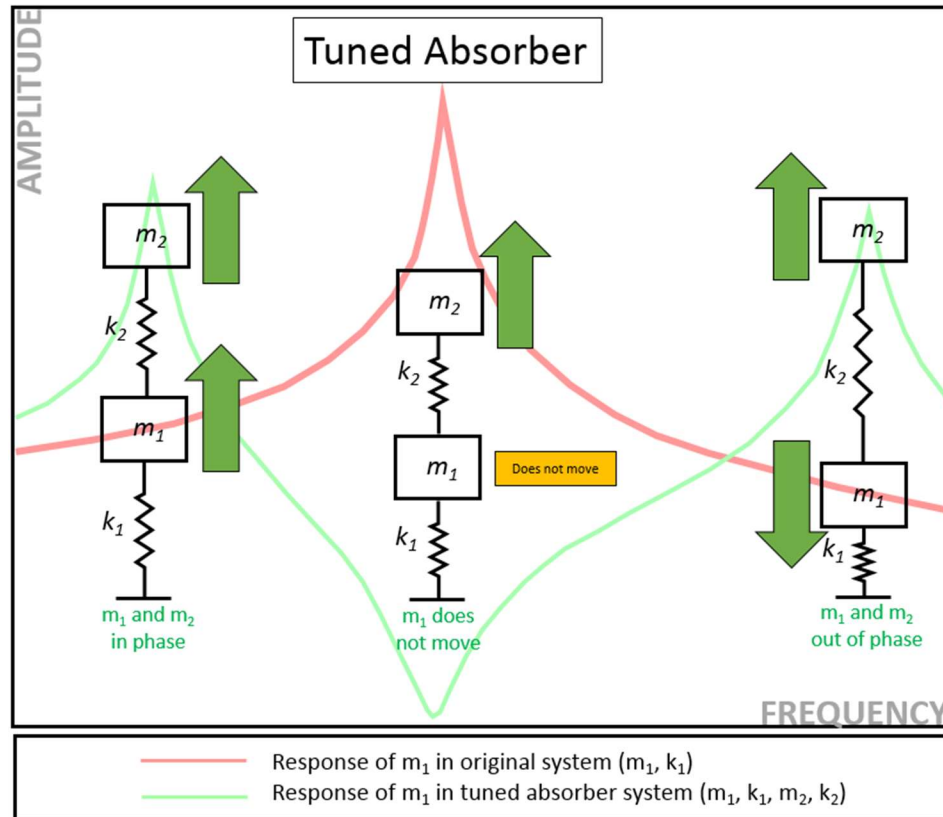 AMPLITUDE
Tuned Absorber
m₂
k₂
m₁
k₁
m₁ and m₂
in phase
m₂
k₂
m₁
Does not move
k₁
m₁ does
not move
m₂
k₂
m₁
k₁
m₁ and m₂
out of phase
FREQUENCY
Response of m₁ in original system (m₁, k₁)
Response of m₁ in tuned absorber system (m₁, k₁, m₂, k₂)